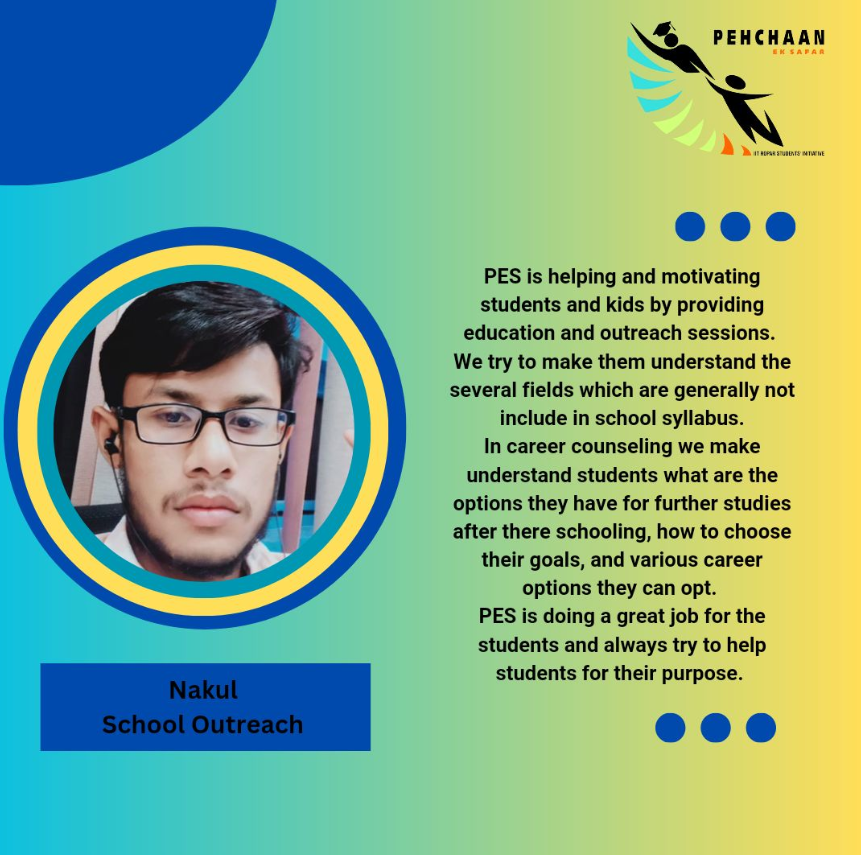 PEHCHAAN
EK SAFAR
IIT ROPAR STUDENTS' INITIATIVE
PES is helping and motivating
students and kids by providing
education and outreach sessions.
We try to make them understand the
several fields which are generally not
include in school syllabus.
In career counseling we make
understand students what are the
options they have for further studies
after there schooling, how to choose
their goals, and various career
options they can opt.
PES is doing a great job for the
students and always try to help
students for their purpose.
Nakul
School Outreach